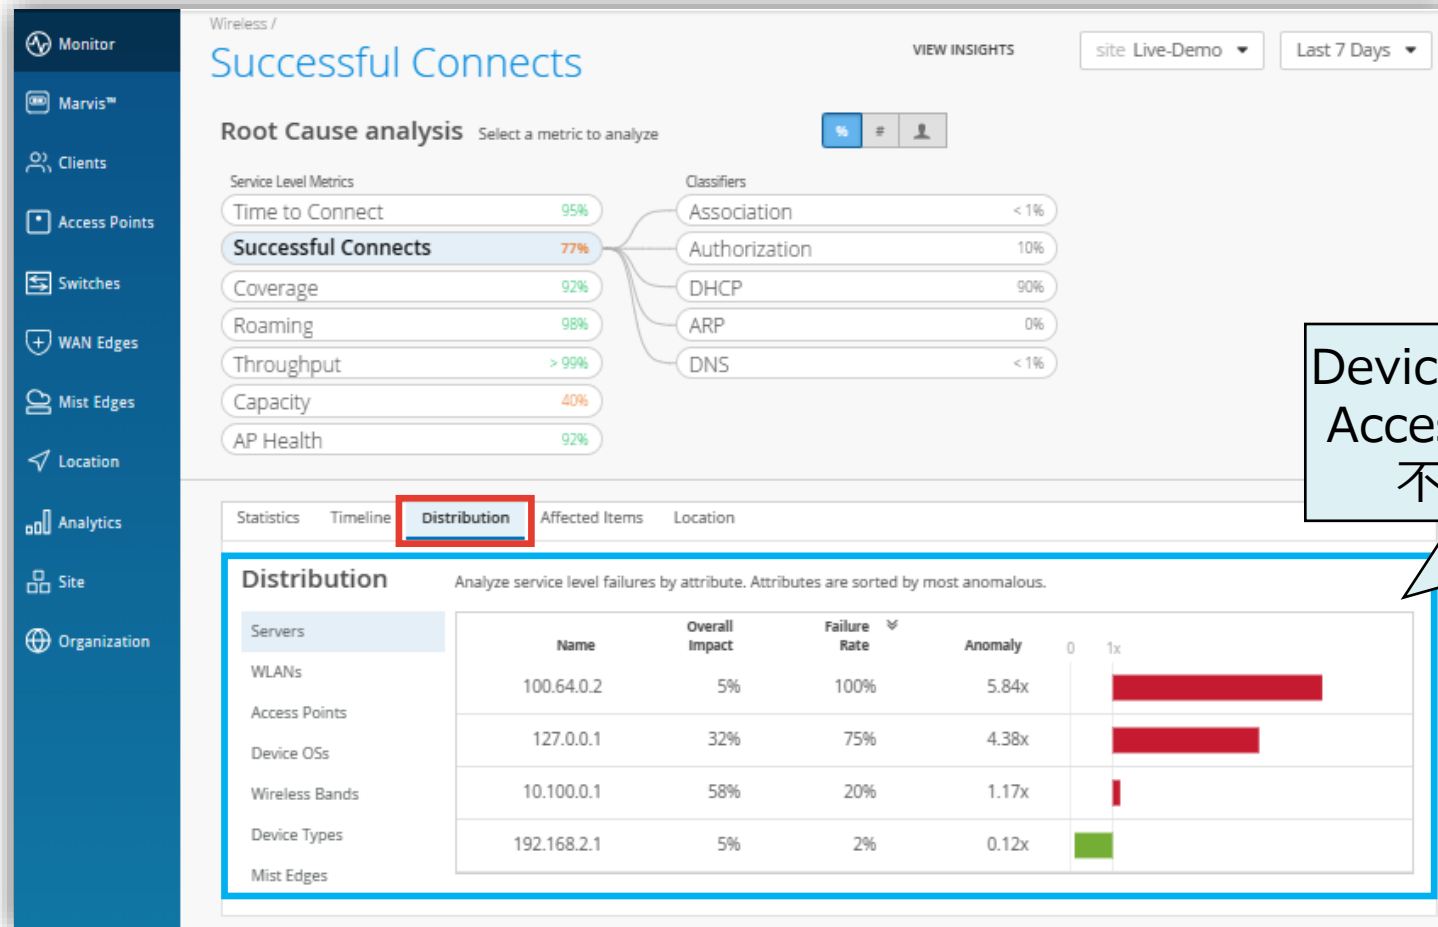 Monitor
Marvis™
Clients
Access Points
Switches
WAN Edges
Mist Edges
Location
Analytics
Site
Organization
Wireless /
Successful Connects
VIEW INSIGHTS
site Live-Demo
Last 7 Days
Root Cause analysis Select a metric to analyze
% #
Service Level Metrics
Time to Connect 95%
Successful Connects 77%
Coverage 92%
Roaming 98%
Throughput > 99%
Capacity 40%
AP Health 92%
Classifiers
Association < 1%
Authorization 10%
DHCP 90%
ARP 0%
DNS < 1%
Statistics Timeline Distribution Affected Items Location
Distribution Analyze service level failures by attribute. Attributes are sorted by most anomalous.
Servers
WLANs
Access Points
Device OSs
Wireless Bands
Device Types
Mist Edges
Name Overall Impact Failure Rate Anomaly 0 1x
100.64.0.2 5% 100% 5.84x
127.0.0.1 32% 75% 4.38x
10.100.0.1 58% 20% 1.17x
192.168.2.1 5% 2% 0.12x
Devic
Acce
不